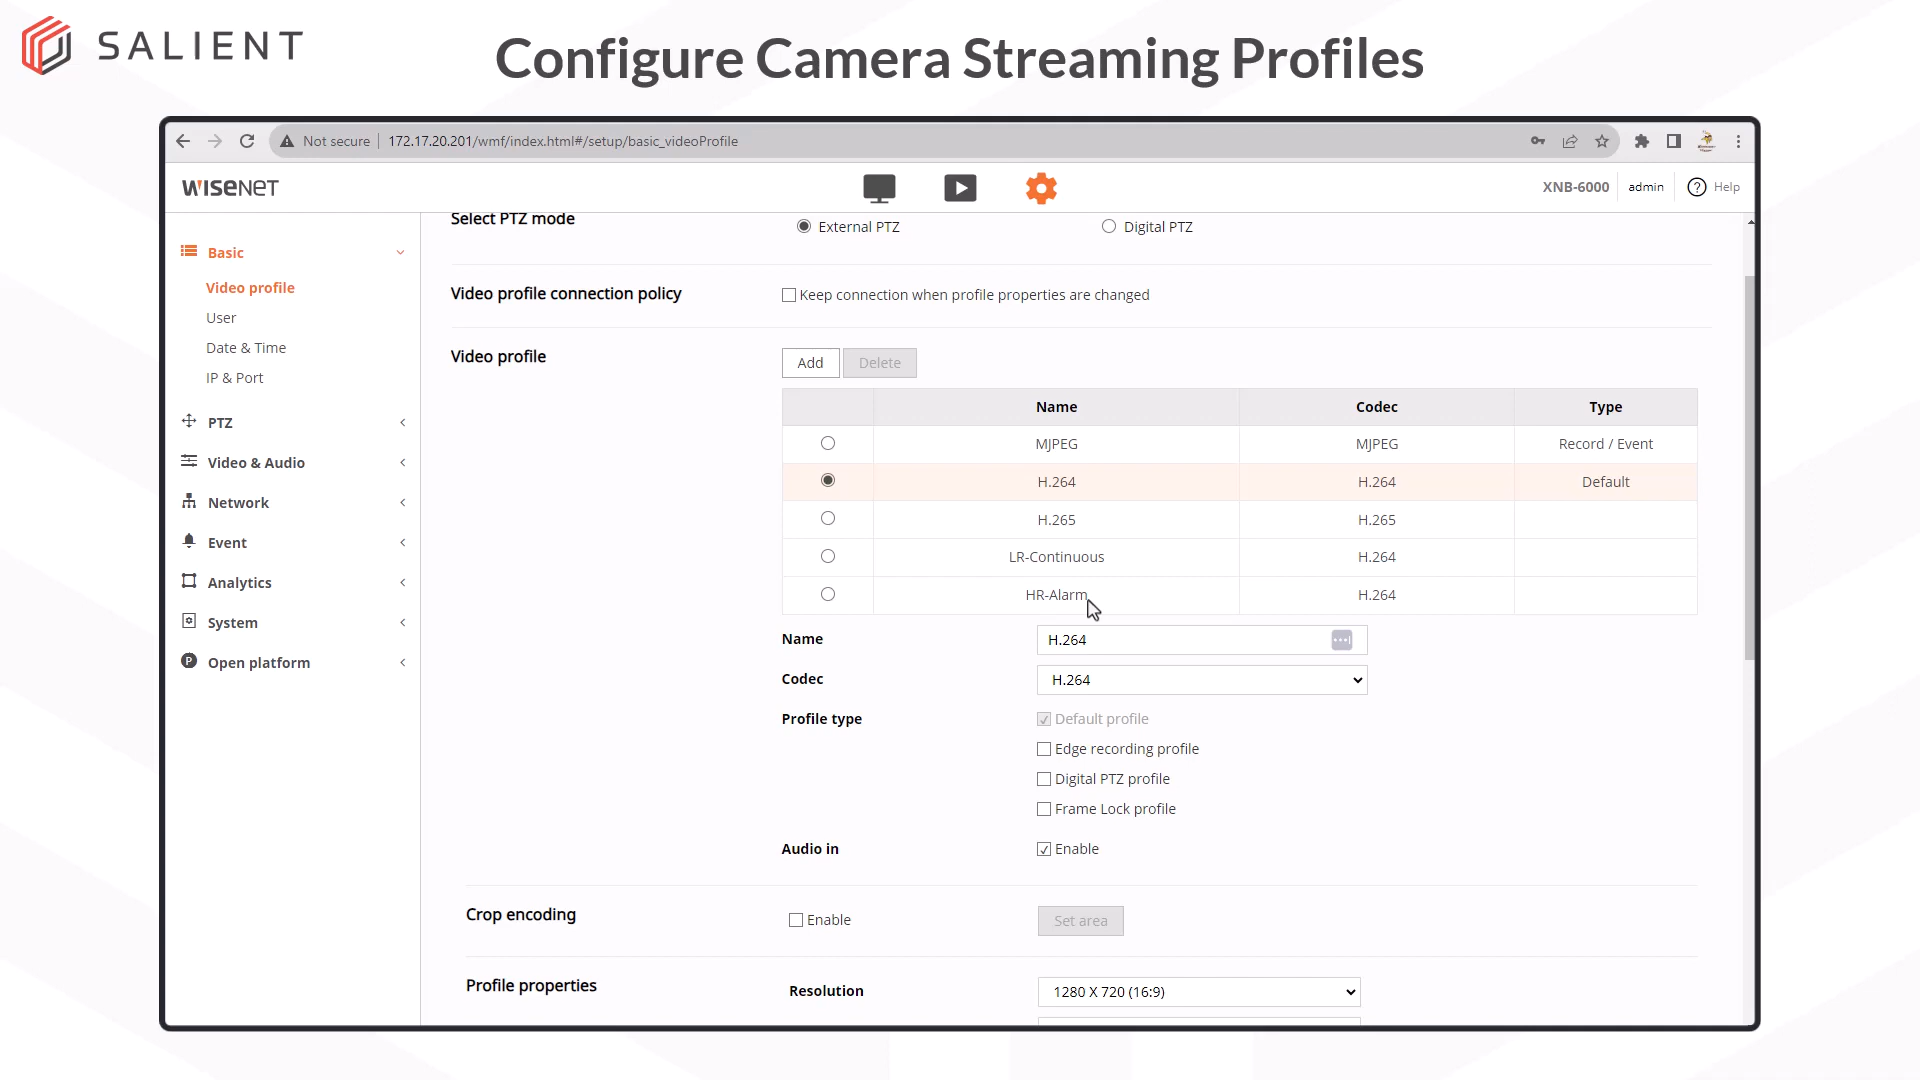 SALIENT
Configure Camera Streaming Profiles
Not secure 172.17.20.201/wmf/index.html#/setup/basic_videoProfile
WISENET
XNB-6000 admin ? Help
Select PTZ mode External PTZ Digital PTZ
Basic
Video profile
User
Date & Time
IP & Port
PTZ
Video & Audio
Network
Event
Analytics
System
P Open platform
Video profile connection policy Keep connection when profile properties are changed
Video profile Add Delete
Name Codec Type
MJPEG MJPEG Record / Event
H.264 H.264 Default
H.265 H.265
LR-Continuous H.264
HR-Alarm H.264
Name H.264
Codec H.264
Profile type Default profile
Edge recording profile
Digital PTZ profile
Frame Lock profile
Audio in Enable
Crop encoding Enable Set area
Profile properties Resolution 1280 X 720 (16:9)